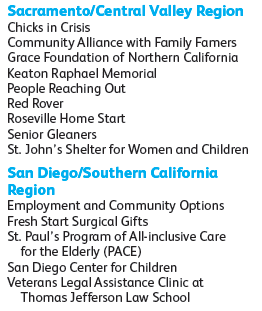 Sacramento/Central Valley Region
Chicks in Crisis
Community Alliance with Family Famers
Grace Foundation of Northern California
Keaton Raphael Memorial
People Reaching Out
Red Rover
Roseville Home Start
Senior Gleaners
St. John's Shelter for Women and Children
San Diego/Southern California
Region
Employment and Community Options
Fresh Start Surgical Gifts
St. Paul's Program of All-inclusive Care
for the Elderly (PACE)
San Diego Center for Children
Veterans Legal Assistance Clinic at
Thomas Jefferson Law School